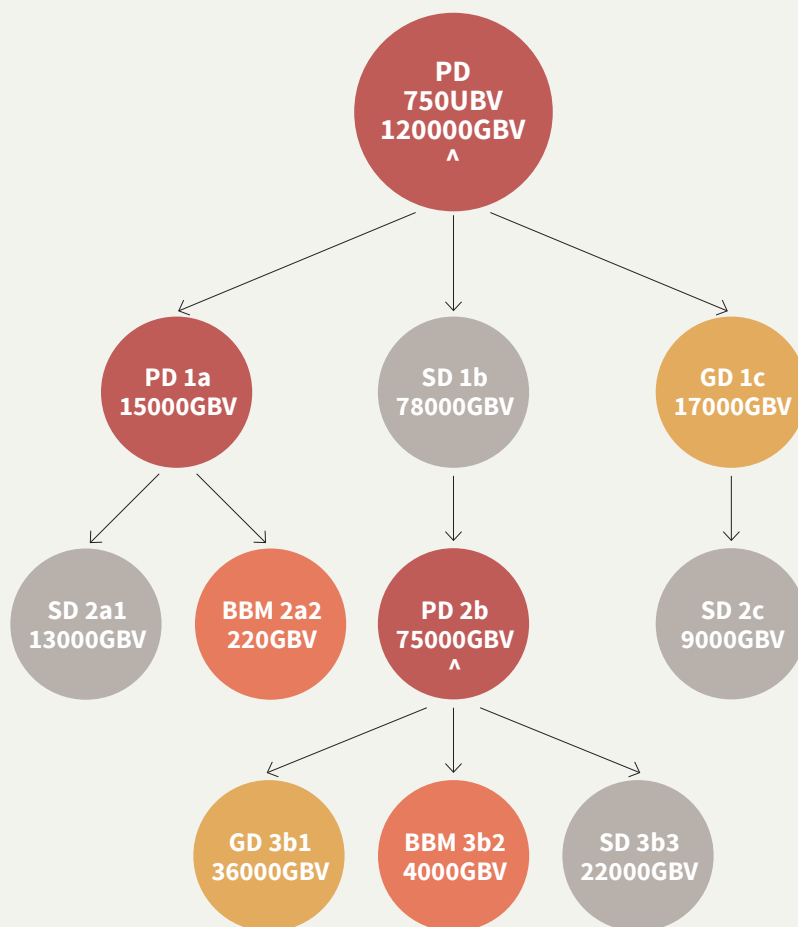 PD
750UBV
120000GBV
^
PD 1a
15000GBV
SD 1b
78000GBV
GD 1c
17000GBV
SD 2a1
13000GBV
BBM 2a2
220GBV
PD 2b
75000GBV
^
SD 2c
9000GBV
GD 3b1
36000GBV
BBM 3b2
4000GBV
SD 3b3
22000GBV